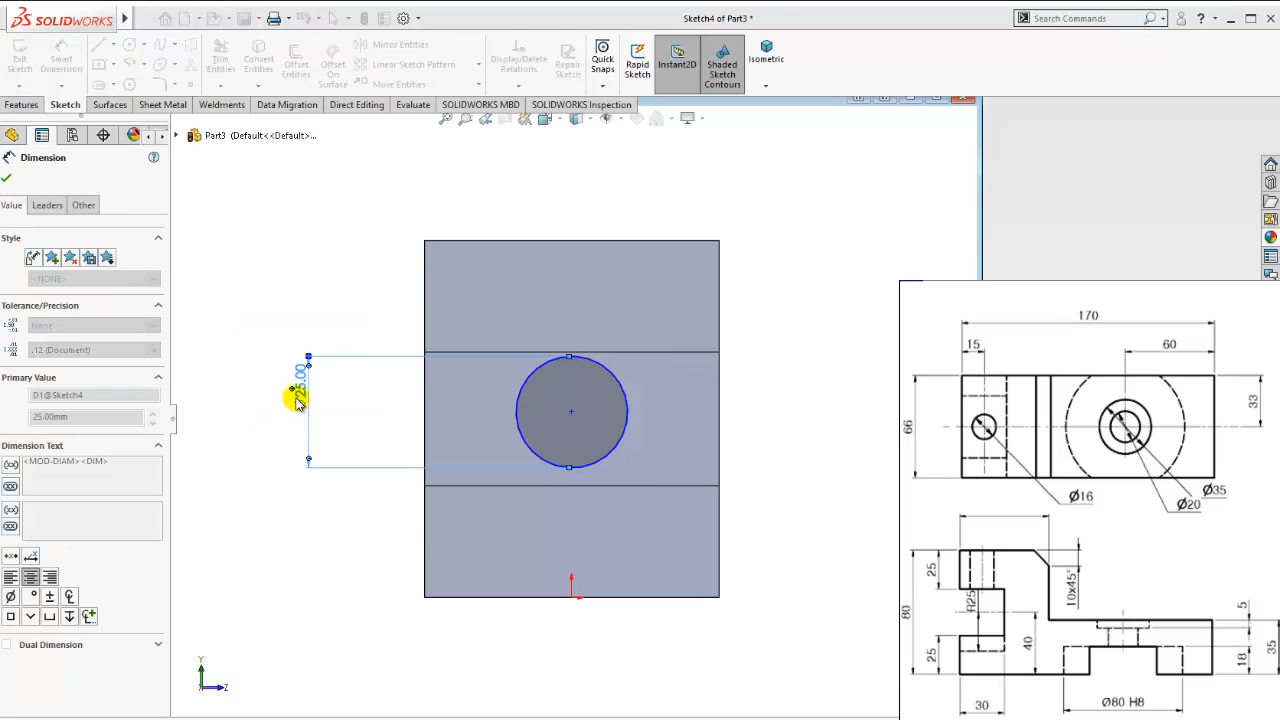 SOLIDWORKS
Sketch4 of Part3 *
Search Commands
Exit Sketch
Smart Dimension
Trim Entities
Convert Entities
Offset Entities
Offset On Surface
Mirror Entities
Linear Sketch Pattern
Move Entities
Display/Delete Relations
Repair Sketch
Quick Snaps
Rapid Sketch
Instant2D
Shaded Sketch Contours
Isometric
Features
Sketch
Surfaces
Sheet Metal
Weldments
Data Migration
Direct Editing
Evaluate
SOLIDWORKS MBD
SOLIDWORKS Inspection
Part3 (Default<<Default>...
Dimension
Value
Leaders
Other
Style
<NONE>
Tolerance/Precision
None
.12 (Document)
Primary Value
D1@Sketch4
25.00mm
Dimension Text
<MOD-DIAM><DIM>
Dual Dimension
Y
Z
170
15
60
66
33
Ø16
Ø20
Ø35
80
25
R25
10x45°
25
40
5
18
35
30
Ø80 H8